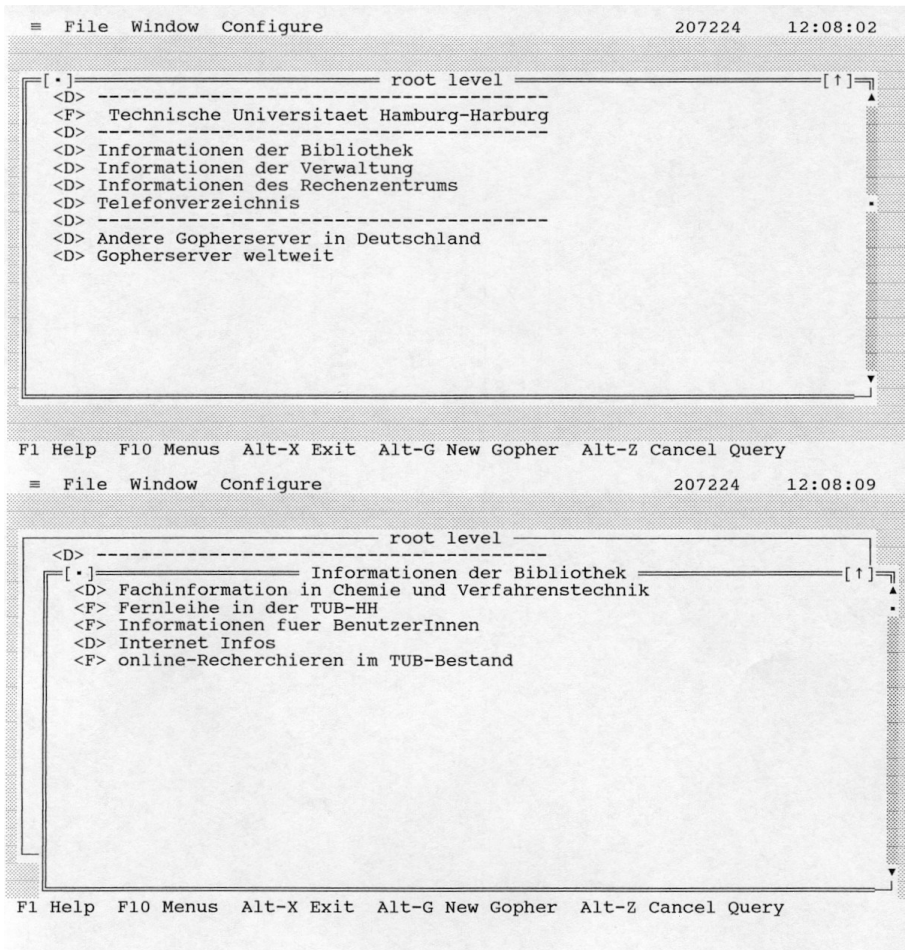 ≡ File Window Configure 207224 12:08:02
[▪] root level [↑]
<D> ------------------------------------------------
<F> Technische Universitaet Hamburg-Harburg
<D> ------------------------------------------------
<D> Informationen der Bibliothek
<D> Informationen der Verwaltung
<D> Informationen des Rechenzentrums
<D> Telefonverzeichnis
<D> ------------------------------------------------
<D> Andere Gopherserver in Deutschland
<D> Gopherserver weltweit
F1 Help F10 Menus Alt-X Exit Alt-G New Gopher Alt-Z Cancel Query
≡ File Window Configure 207224 12:08:09
root level
<D> ------------------------------------------------
[▪] Informationen der Bibliothek [↑]
<D> Fachinformation in Chemie und Verfahrenstechnik
<F> Fernleihe in der TUB-HH
<F> Informationen fuer BenutzerInnen
<D> Internet Infos
<F> online-Recherchieren im TUB-Bestand
F1 Help F10 Menus Alt-X Exit Alt-G New Gopher Alt-Z Cancel Query